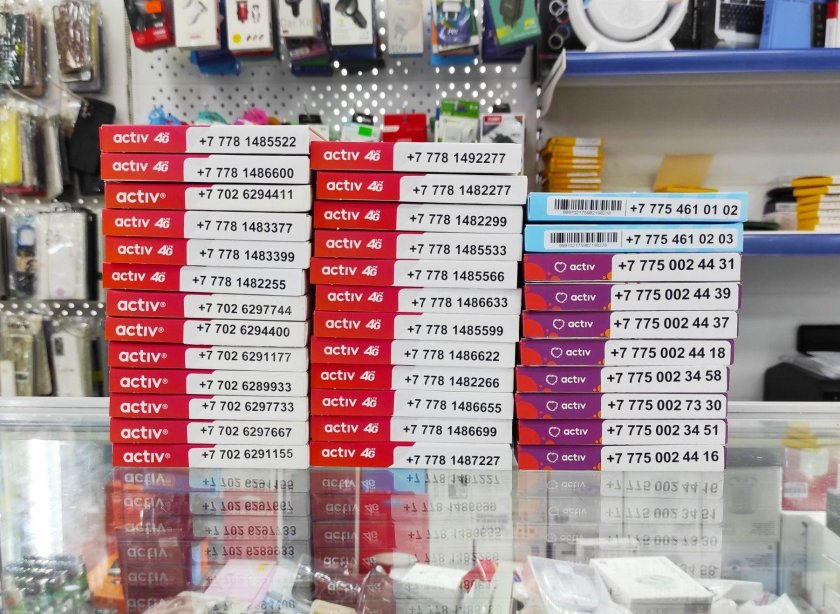 activ 4G +7 778 1485522
activ 4G +7 778 1486600
activ® +7 702 6294411
activ 4G +7 778 1483377
activ 4G +7 778 1483399
activ 4G +7 778 1482255
activ® +7 702 6297744
activ® +7 702 6294400
activ® +7 702 6291177
activ® +7 702 6289933
activ® +7 702 6297733
activ® +7 702 6297667
activ® +7 702 6291155
activ 4G +7 778 1492277
activ 4G +7 778 1482277
activ 4G +7 778 1482299
activ 4G +7 778 1485533
activ 4G +7 778 1485566
activ 4G +7 778 1486633
activ 4G +7 778 1485599
activ 4G +7 778 1486622
activ 4G +7 778 1482266
activ 4G +7 778 1486655
activ 4G +7 778 1486699
activ 4G +7 778 1487227
+7 775 461 01 02
+7 775 461 02 03
activ +7 775 002 44 31
activ +7 775 002 44 39
activ +7 775 002 44 37
activ +7 775 002 44 18
activ +7 775 002 34 58
activ +7 775 002 73 30
activ +7 775 002 34 51
activ +7 775 002 44 16